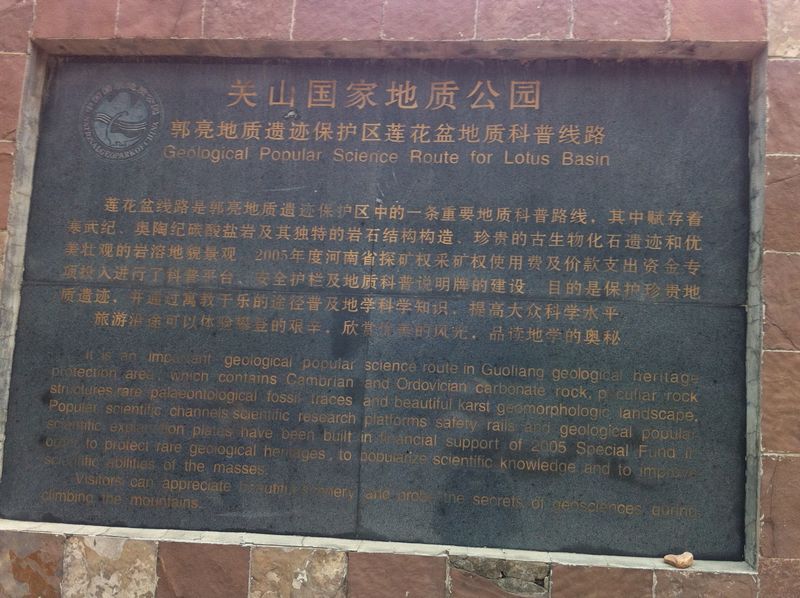 关山国家地质公园
郭亮地质遗迹保护区莲花盆地质科普线路
Geological Popular Science Route for Lotus Basin
莲花盆线路是郭亮地质遗迹保护区中的一条重要地质科普路线，其中赋存着
寒武纪、奥陶纪碳酸盐岩及其独特的岩石结构构造、珍贵的古生物化石遗迹和优
美壮观的岩溶地貌景观。2005年度河南省探矿权采矿权使用费及价款支出资金专
项投入进行了科普平台、安全护栏及地质科普说明牌的建设。目的是保护珍贵地
质遗迹，并通过寓教于乐的途径普及地学科学知识，提高大众科学水平
旅游沿途可以体验攀登的艰辛，欣赏优美的风光，品读地学的奥秘
It is an important geological popular science route in Guoliang geological heritage
protection area, which contains Cambrian and Ordovician carbonate rock, p culiar rock
structures,rare palaeontological fossil traces and beautiful karst geomorphologic landscape.
Popular scientific channels,scientific research platforms safety rails and geological popular
scientific explanation plates have been built in financial support of 2005 Special Fund in
order to protect rare geological heritages, to popularize scientific knowledge and to improve
scientific abilities of the masses.
Visitors can appreciate beautiful scenery and probe the secrets of geosciences during
climbing the mountains.